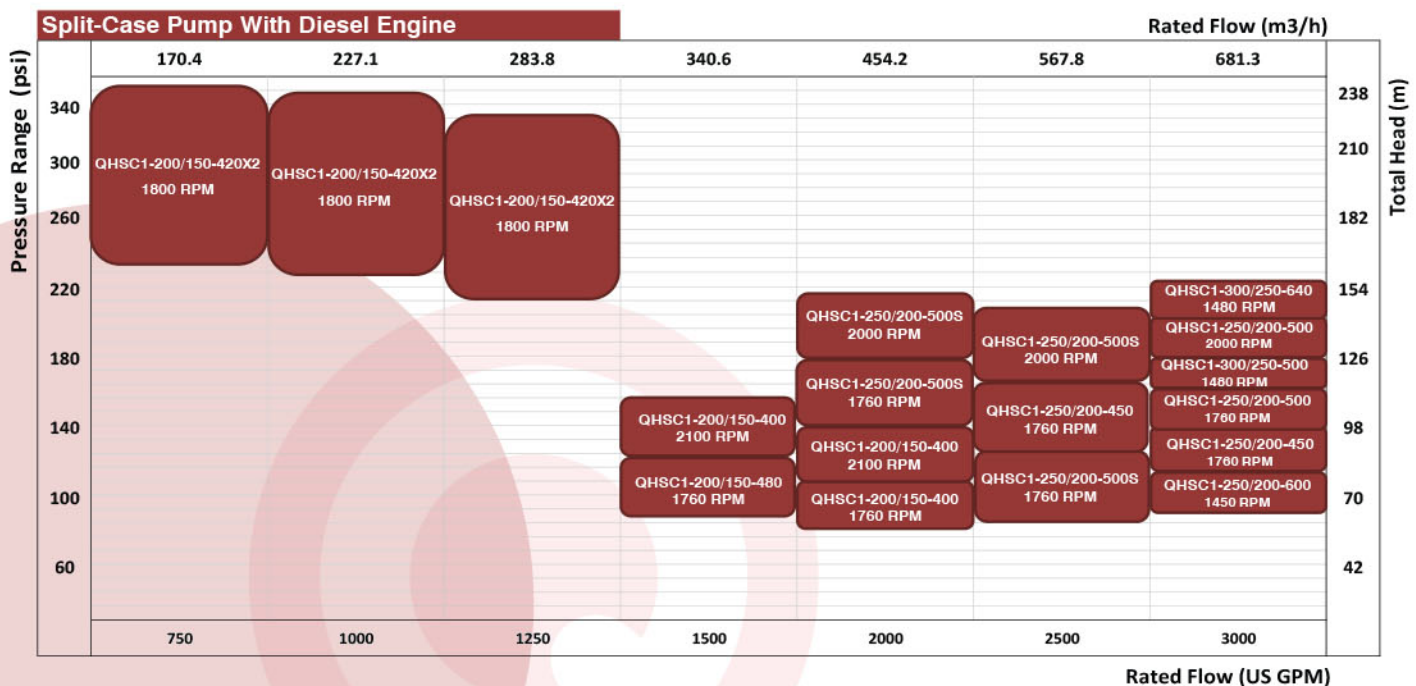 Split-Case Pump With Diesel Engine
Rated Flow (m3/h)
170.4 227.1 283.8 340.6 454.2 567.8 681.3
Pressure Range (psi)
340
300
260
220
180
140
100
60
Total Head (m)
238
210
182
154
126
98
70
42
QHSC1-200/150-420X2
1800 RPM
QHSC1-200/150-420X2
1800 RPM
QHSC1-200/150-420X2
1800 RPM
QHSC1-200/150-400
2100 RPM
QHSC1-200/150-480
1760 RPM
QHSC1-250/200-500S
2000 RPM
QHSC1-250/200-500S
1760 RPM
QHSC1-200/150-400
2100 RPM
QHSC1-200/150-400
1760 RPM
QHSC1-250/200-500S
2000 RPM
QHSC1-250/200-450
1760 RPM
QHSC1-250/200-500S
1760 RPM
QHSC1-300/250-640
1480 RPM
QHSC1-250/200-500
2000 RPM
QHSC1-300/250-500
1480 RPM
QHSC1-250/200-500
1760 RPM
QHSC1-250/200-450
1760 RPM
QHSC1-250/200-600
1450 RPM
750 1000 1250 1500 2000 2500 3000
Rated Flow (US GPM)